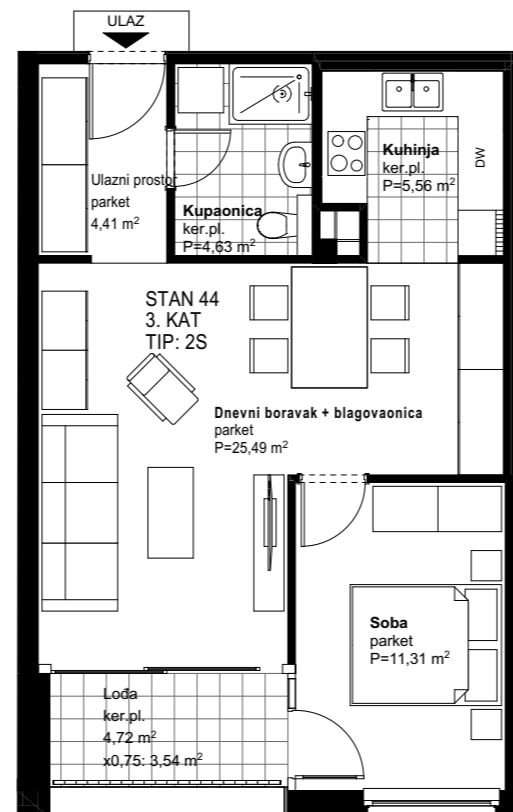 ULAZ
Ulazni prostor
parket
4,41 m²
Kupaonica
ker.pl.
P=4,63 m²
Kuhinja
ker.pl.
P=5,56 m²
DW
STAN 44
3. KAT
TIP: 2S
Dnevni boravak + blagovaonica
parket
P=25,49 m²
Soba
parket
P=11,31 m²
Lođa
ker.pl.
4,72 m²
x0,75: 3,54 m²